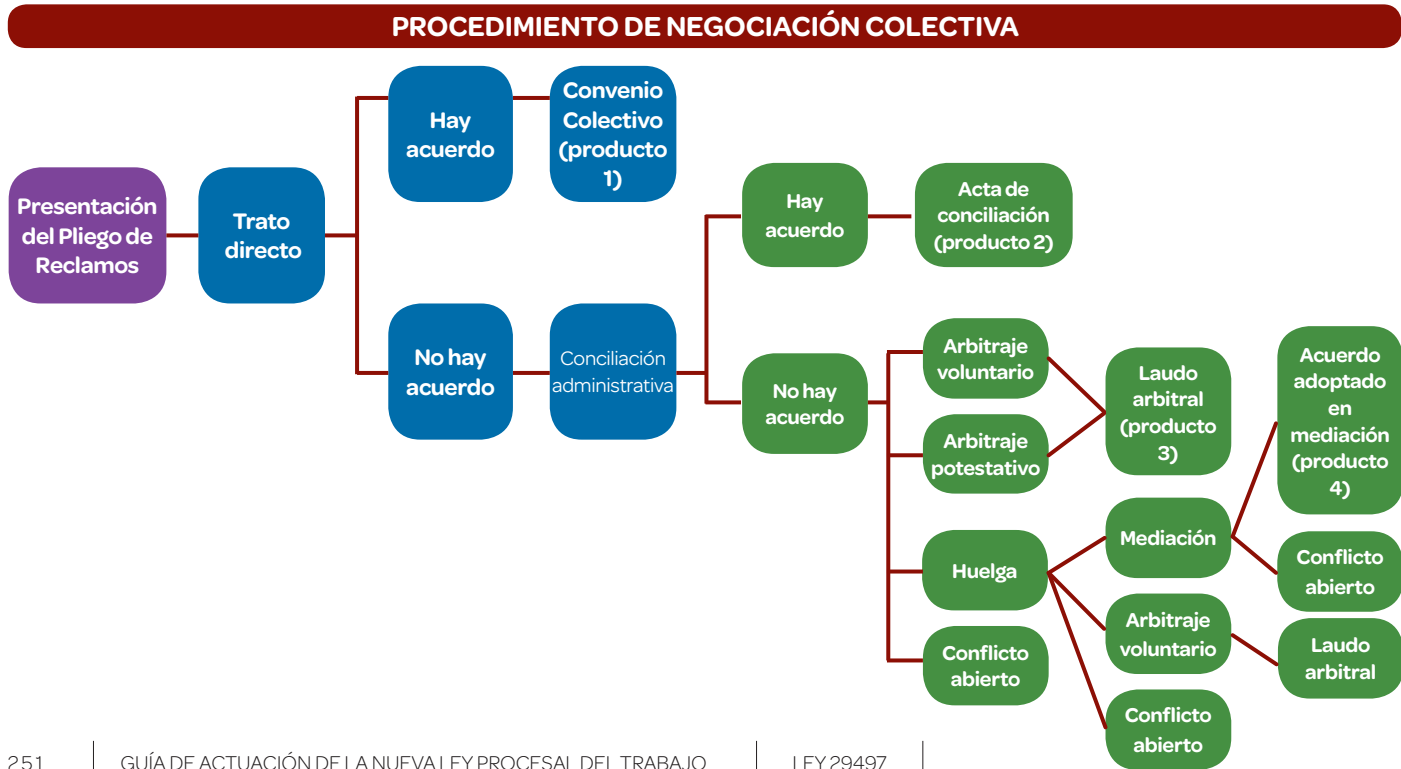 PROCEDIMIENTO DE NEGOCIACIÓN COLECTIVA
Presentación
del Pliego de
Reclamos
Trato
directo
Hay
acuerdo
Convenio
Colectivo
(producto
1)
No hay
acuerdo
Conciliación
administrativa
Hay
acuerdo
Acta de
conciliación
(producto 2)
No hay
acuerdo
Arbitraje
voluntario
Arbitraje
potestativo
Laudo
arbitral
(producto
3)
Huelga
Conflicto
abierto
Mediación
Arbitraje
voluntario
Conflicto
abierto
Acuerdo
adoptado
en
mediación
(producto
4)
Conflicto
abierto
Laudo
arbitral
251 GUÍA DE ACTUACIÓN DE LA NUEVA LEY PROCESAL DEL TRABAJO LEY 29497